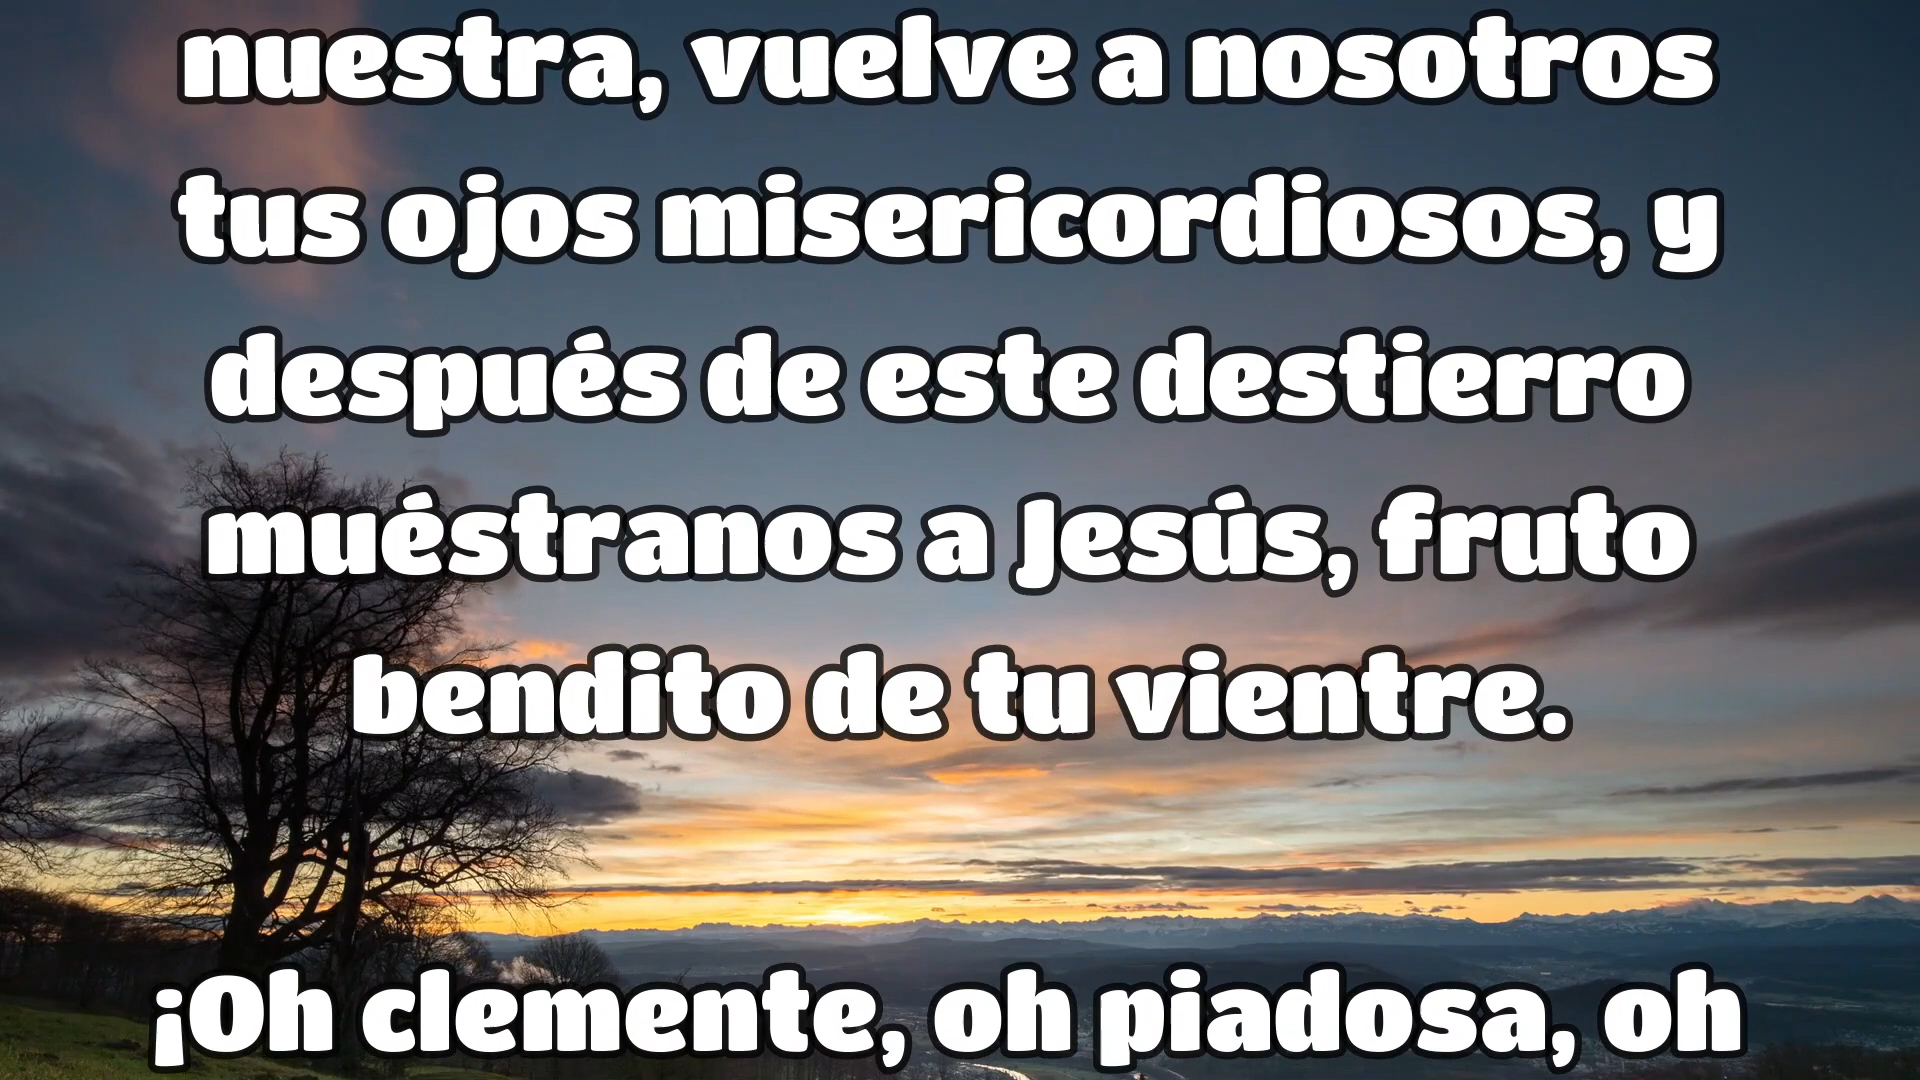 nuestra, vuelve a nosotros
tus ojos misericordiosos, y
después de este destierro
muéstranos a Jesús, fruto
bendito de tu vientre.
¡Oh clemente, oh piadosa, oh